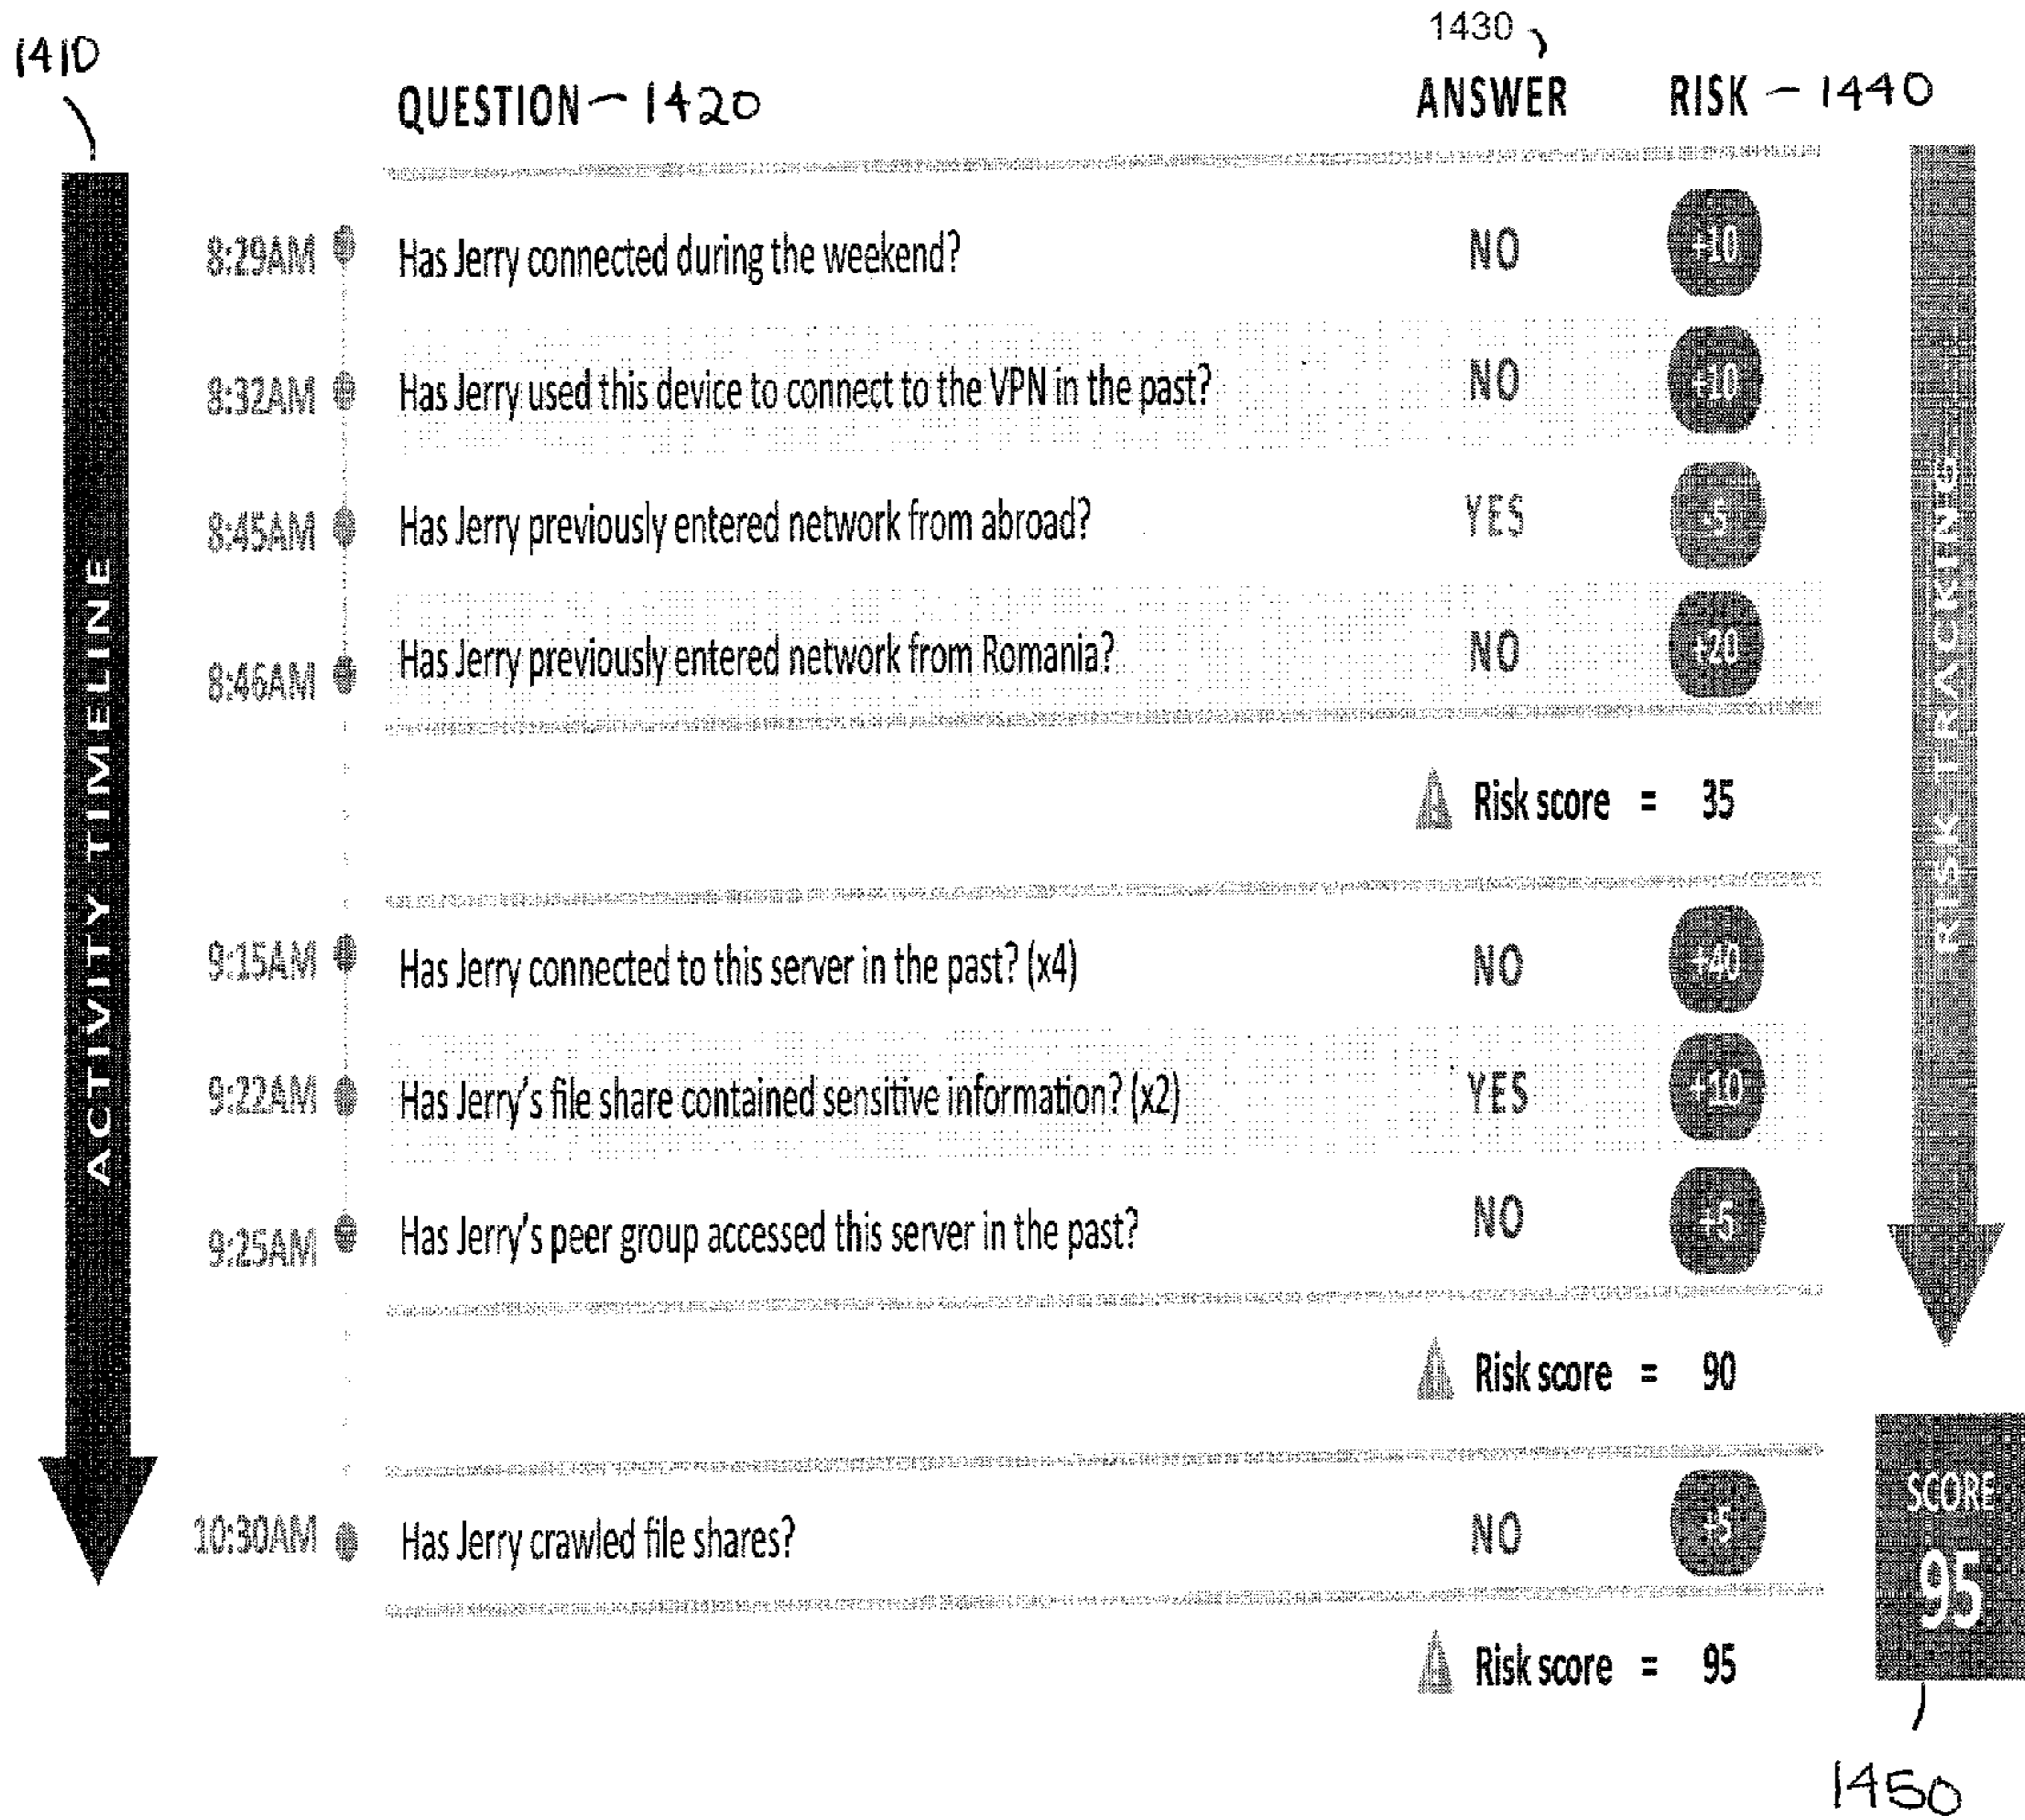 1410
1430
QUESTION - 1420 ANSWER RISK - 1440
8:29AM Has Jerry connected during the weekend? NO +10
8:32AM Has Jerry used this device to connect to the VPN in the past? NO +10
8:45AM Has Jerry previously entered network from abroad? YES -5
8:46AM Has Jerry previously entered network from Romania? NO +20
Risk score = 35
9:15AM Has Jerry connected to this server in the past? (x4) NO +40
9:22AM Has Jerry's file share contained sensitive information? (x2) YES +10
9:25AM Has Jerry's peer group accessed this server in the past? NO +5
Risk score = 90
10:30AM Has Jerry crawled file shares? NO +5
Risk score = 95
ACTIVITY TIMELINE
RISK TRACKING
SCORE
95
1450